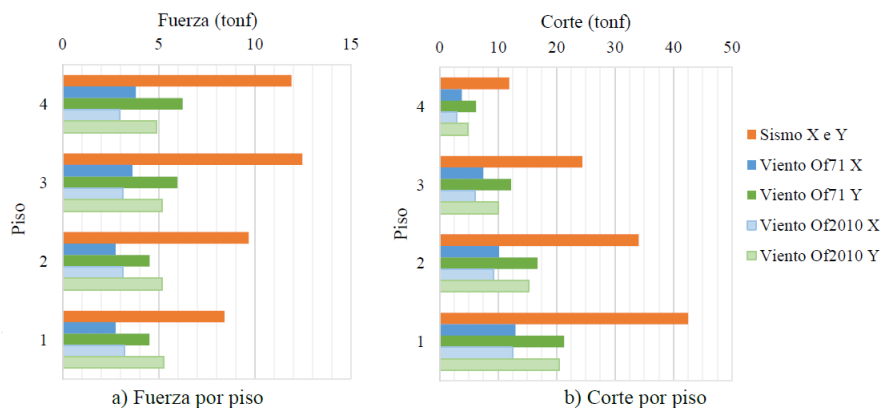 Fuerza (tonf)
0 5 10 15
Piso
4
3
2
1
a) Fuerza por piso
Corte (tonf)
0 10 20 30 40 50
Piso
4
3
2
1
b) Corte por piso
Sismo X e Y
Viento Of71 X
Viento Of71 Y
Viento Of2010 X
Viento Of2010 Y